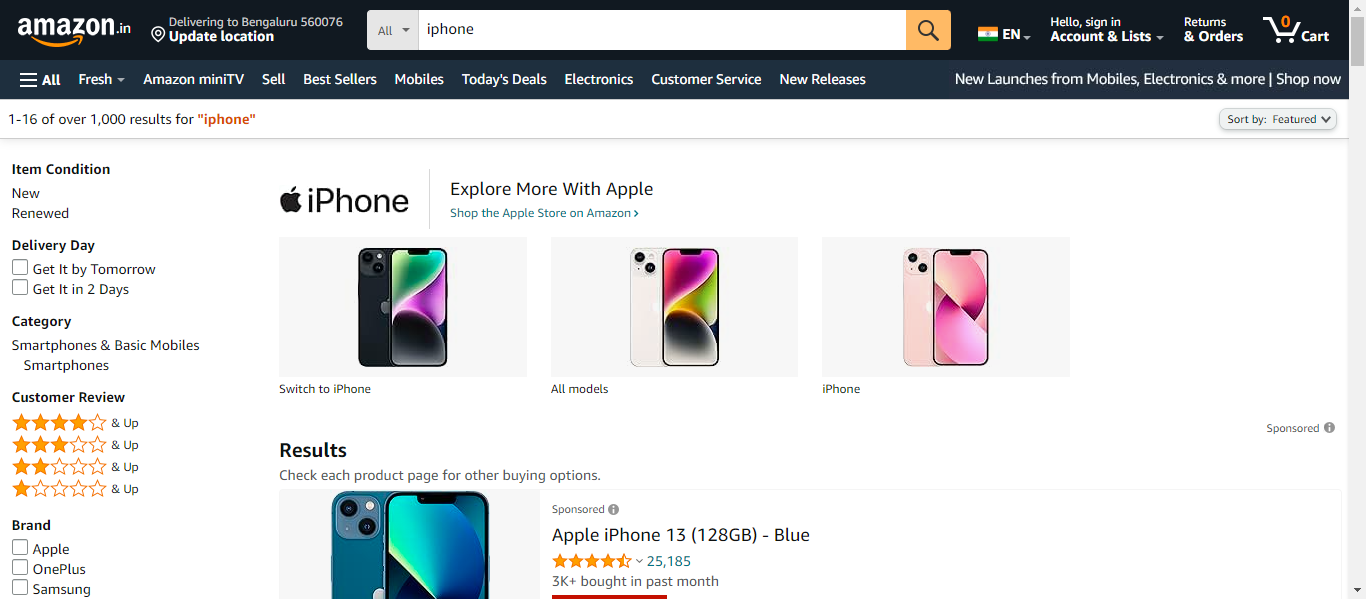 amazon.in
Delivering to Bengaluru 560076
Update location
All
iphone
EN
Hello, sign in
Account & Lists
Returns
& Orders
0
Cart
All
Fresh
Amazon miniTV
Sell
Best Sellers
Mobiles
Today's Deals
Electronics
Customer Service
New Releases
New Launches from Mobiles, Electronics & more | Shop now
1-16 of over 1,000 results for "iphone"
Sort by: Featured
Item Condition
New
Renewed
Delivery Day
Get It by Tomorrow
Get It in 2 Days
Category
Smartphones & Basic Mobiles
Smartphones
Customer Review
& Up
& Up
& Up
& Up
Brand
Apple
OnePlus
Samsung
iPhone
Explore More With Apple
Shop the Apple Store on Amazon ›
Switch to iPhone
All models
iPhone
Sponsored
Results
Check each product page for other buying options.
Sponsored
Apple iPhone 13 (128GB) - Blue
25,185
3K+ bought in past month